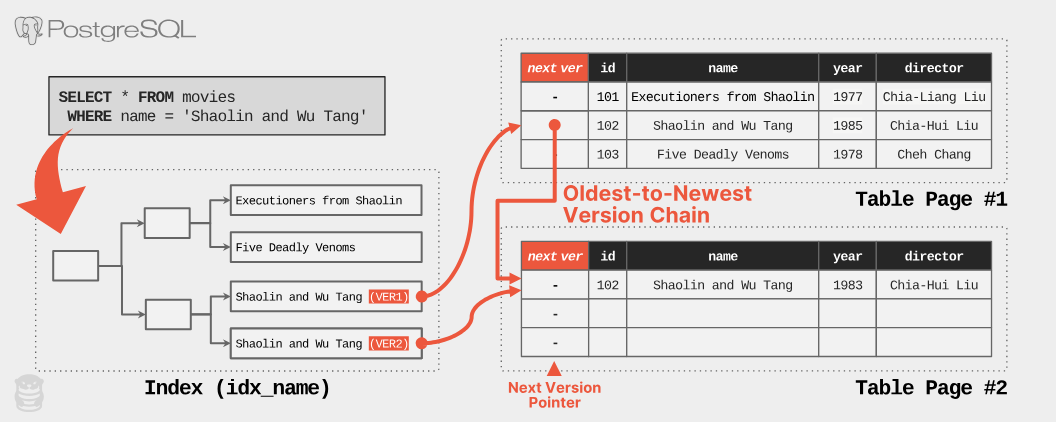 PostgreSQL
SELECT * FROM movies
WHERE name = 'Shaolin and Wu Tang'
Executioners from Shaolin
Five Deadly Venoms
Shaolin and Wu Tang (VER1)
Shaolin and Wu Tang (VER2)
Index (idx_name)
next ver id name year director
- 101 Executioners from Shaolin 1977 Chia-Liang Liu
102 Shaolin and Wu Tang 1985 Chia-Hui Liu
103 Five Deadly Venoms 1978 Cheh Chang
Table Page #1
Oldest-to-Newest
Version Chain
next ver id name year director
- 102 Shaolin and Wu Tang 1983 Chia-Hui Liu
-
-
Table Page #2
Next Version
Pointer